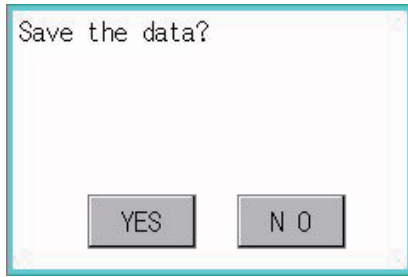 Save the data?
YES N O